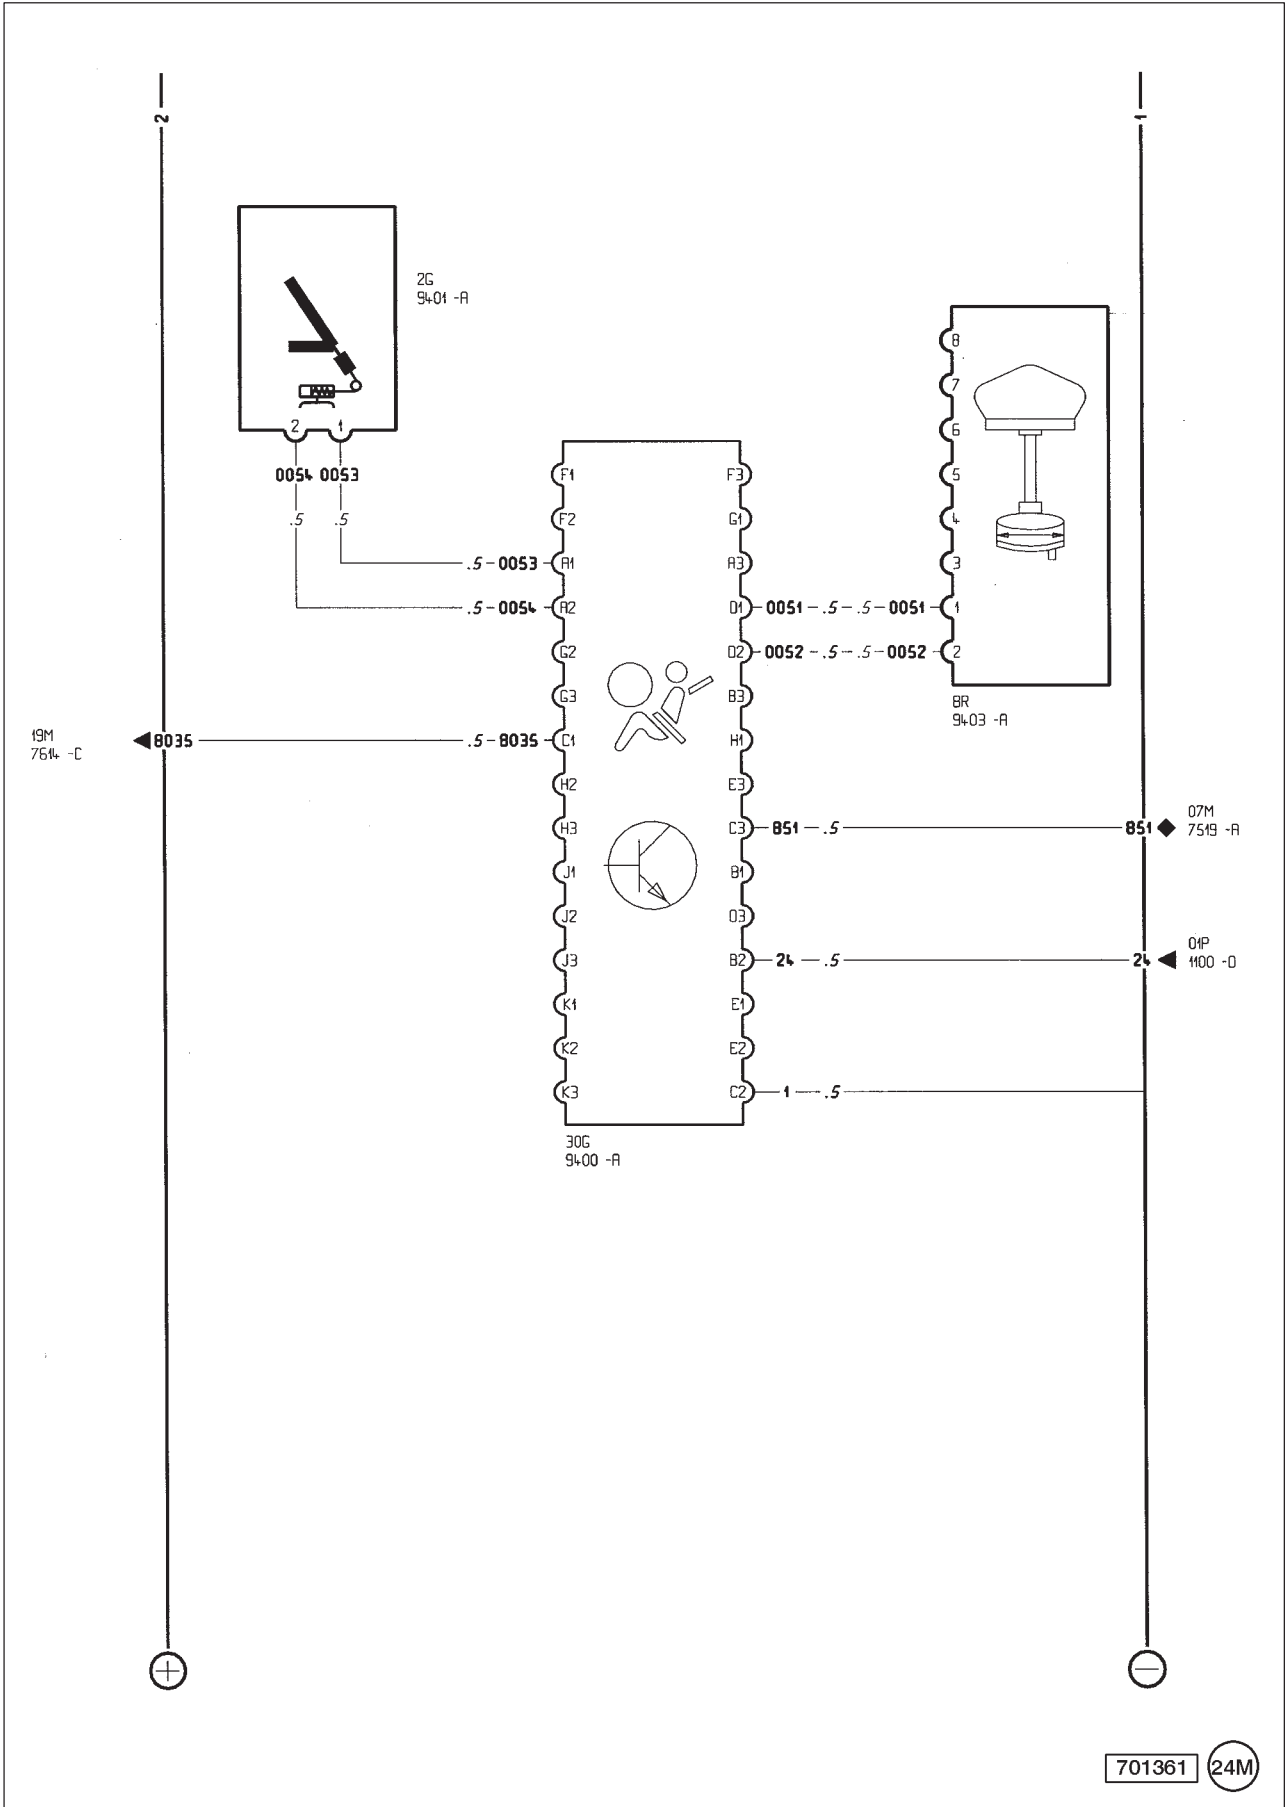 2
1
2G
9401 -A
2 1
0054 0053
.5 .5
8
7
6
5
4
3
1
2
8R
9403 -A
F1 F3
F2 G1
.5 - 0053 A1 A3
.5 - 0054 A2 D1 0051 - .5 - .5 - 0051
G2 D2 0052 - .5 - .5 - 0052
G3 B3
19M
7614 -C
8035 .5 - 8035 C1 H1
H2 E3
H3 C3 851 - .5 851
07M
7519 -A
J1 B1
J2 D3
J3 B2 24 - .5 24
01P
1100 -D
K1 E1
K2 E2
K3 C2 1 - .5
30G
9400 -A
+
−
701361 24M